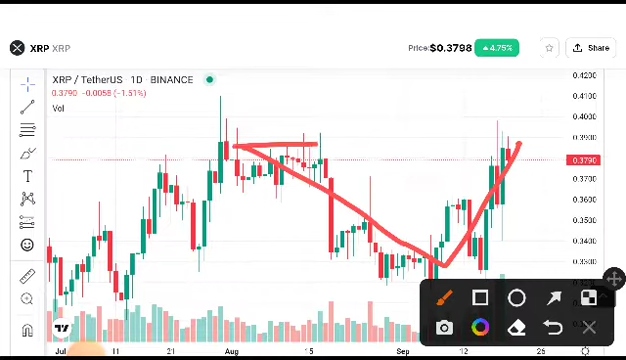 XRP XRP Price: $0.3798 4.75% Share
XRP / TetherUS · 1D · BINANCE
0.3790 -0.0058 (-1.51%)
Vol
0.4200
0.4100
0.4000
0.3900
0.3790
0.3700
0.3600
0.3500
0.3400
0.3300
Jul 11 21 Aug 15 Sep 26